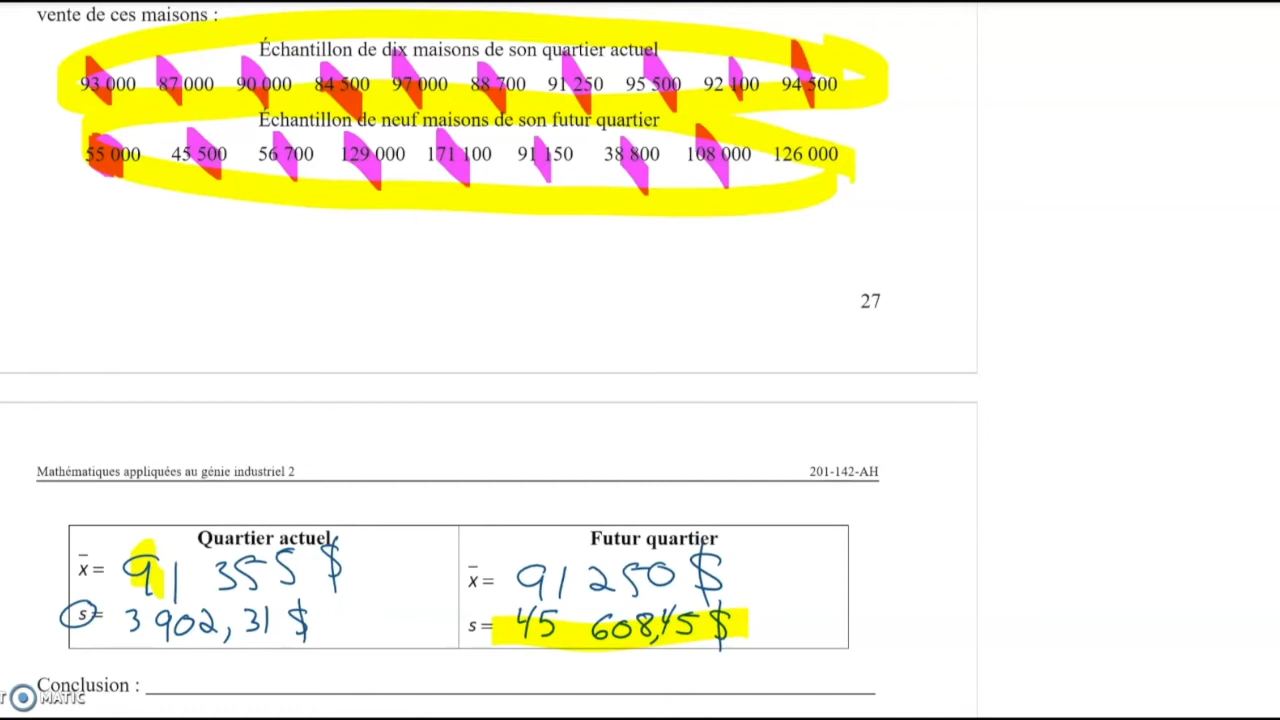 vente de ces maisons :
Échantillon de dix maisons de son quartier actuel
93 000 87 000 90 000 84 500 97 000 88 700 91 250 95 500 92 100 94 500
Échantillon de neuf maisons de son futur quartier
55 000 45 500 56 700 129 000 171 100 91 150 38 800 108 000 126 000
27
Mathématiques appliquées au génie industriel 2 201-142-AH
Quartier actuel
x̄ = 91 355 $
s = 3 902,31 $
Futur quartier
x̄ = 91 250 $
s = 45 608,45 $
Conclusion :
MATIC